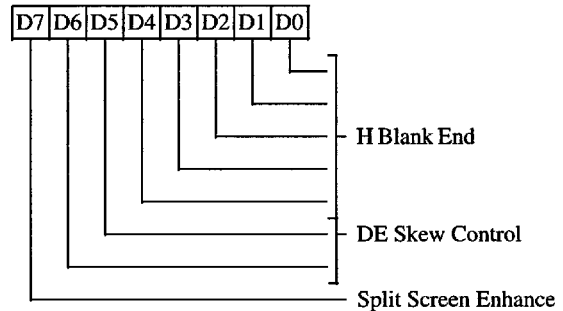 D7 D6 D5 D4 D3 D2 D1 D0
H Blank End
DE Skew Control
Split Screen Enhance